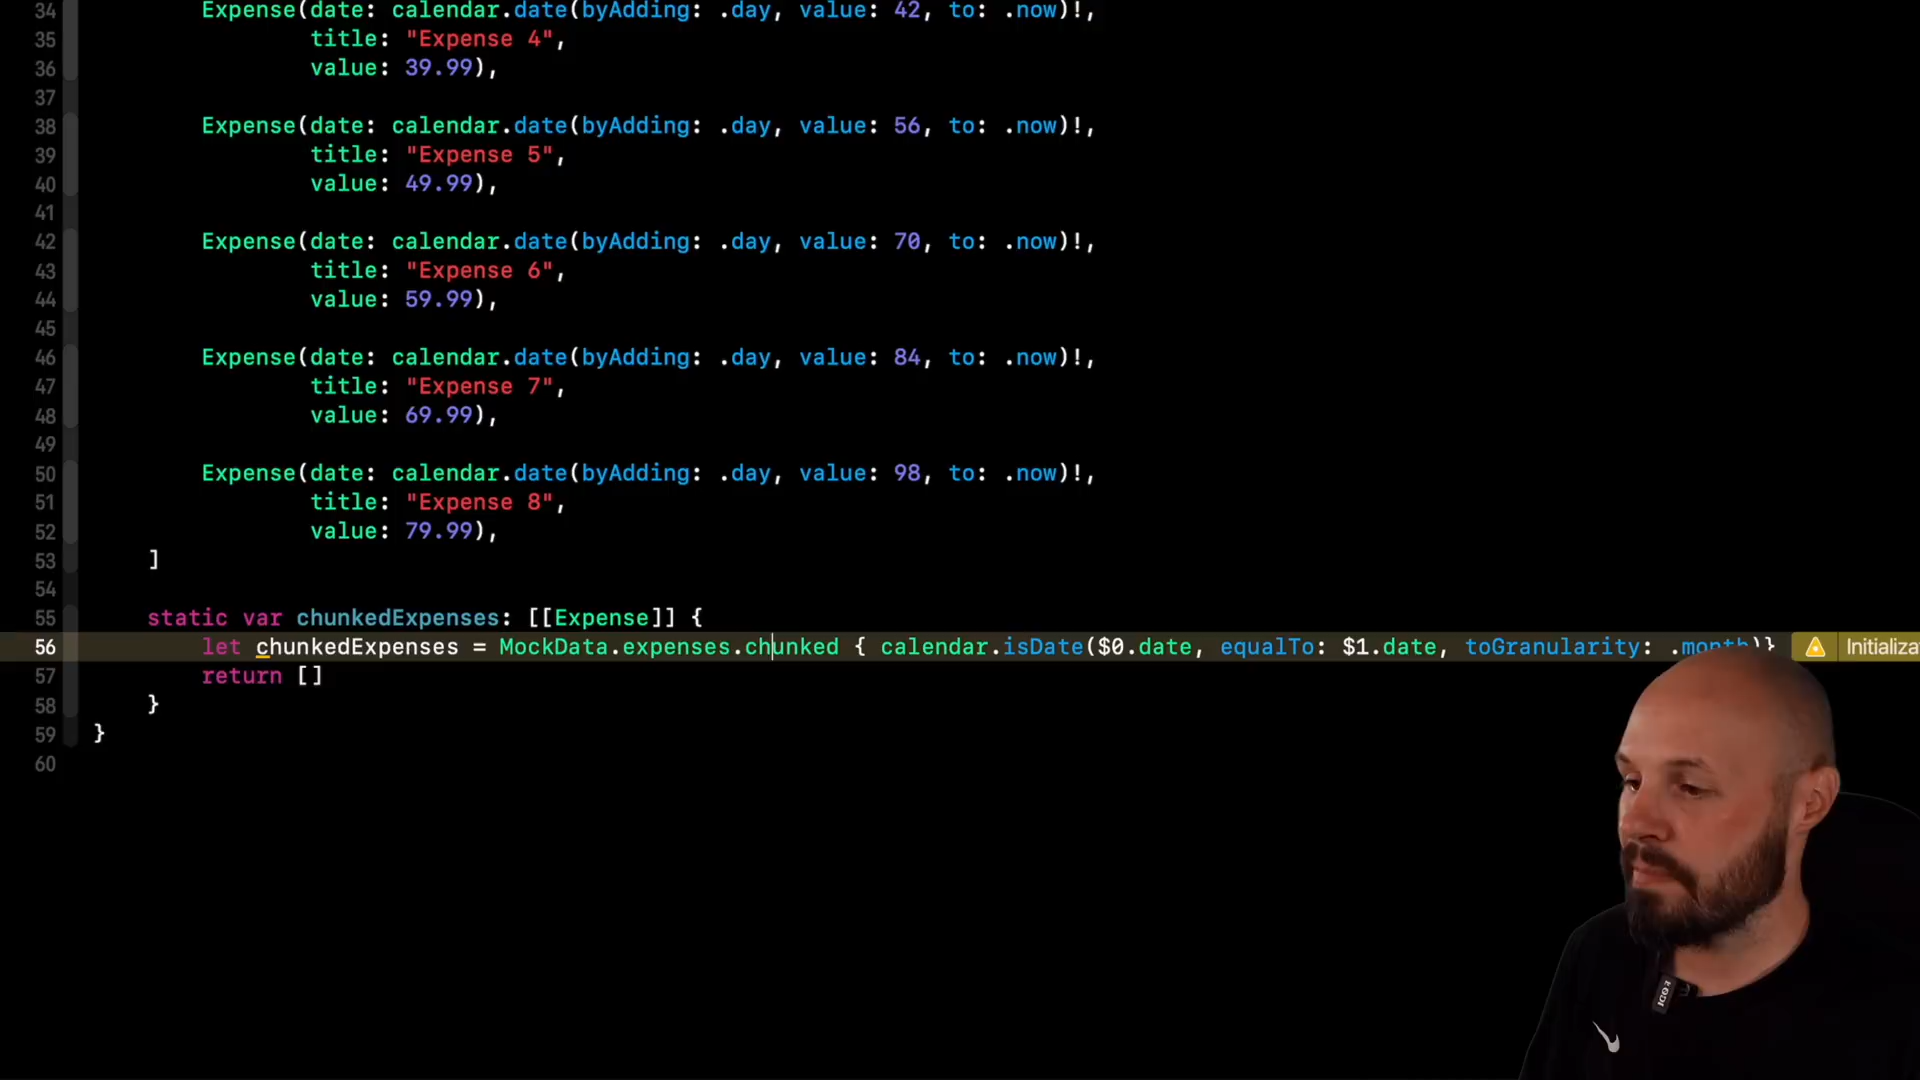 34 Expense(date: calendar.date(byAdding: .day, value: 42, to: .now)!,
35 title: "Expense 4",
36 value: 39.99),
37
38 Expense(date: calendar.date(byAdding: .day, value: 56, to: .now)!,
39 title: "Expense 5",
40 value: 49.99),
41
42 Expense(date: calendar.date(byAdding: .day, value: 70, to: .now)!,
43 title: "Expense 6",
44 value: 59.99),
45
46 Expense(date: calendar.date(byAdding: .day, value: 84, to: .now)!,
47 title: "Expense 7",
48 value: 69.99),
49
50 Expense(date: calendar.date(byAdding: .day, value: 98, to: .now)!,
51 title: "Expense 8",
52 value: 79.99),
53 ]
54
55 static var chunkedExpenses: [[Expense]] {
56 let chunkedExpenses = MockData.expenses.chunked { calendar.isDate($0.date, equalTo: $1.date, toGranularity: .month)} Initializa
57 return []
58 }
59 }
60